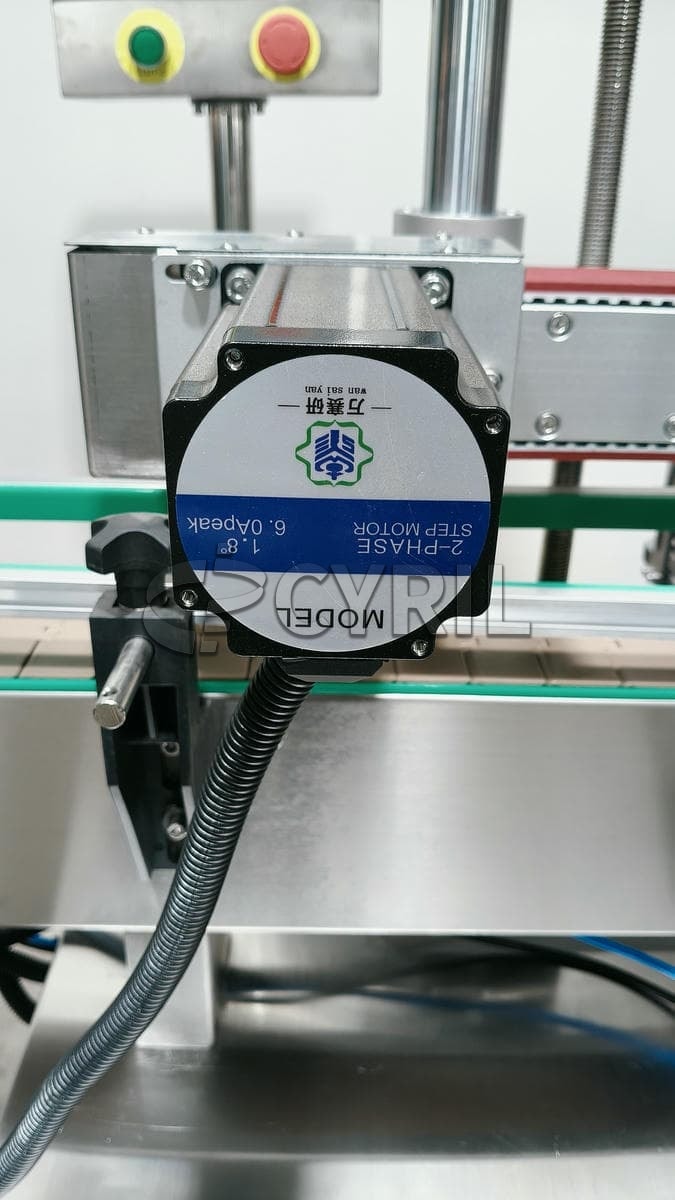 MODEL
2-PHASE 1.8°
STEP MOTOR 6.0Apeak
万赛研
wan sai yan
CYRIL